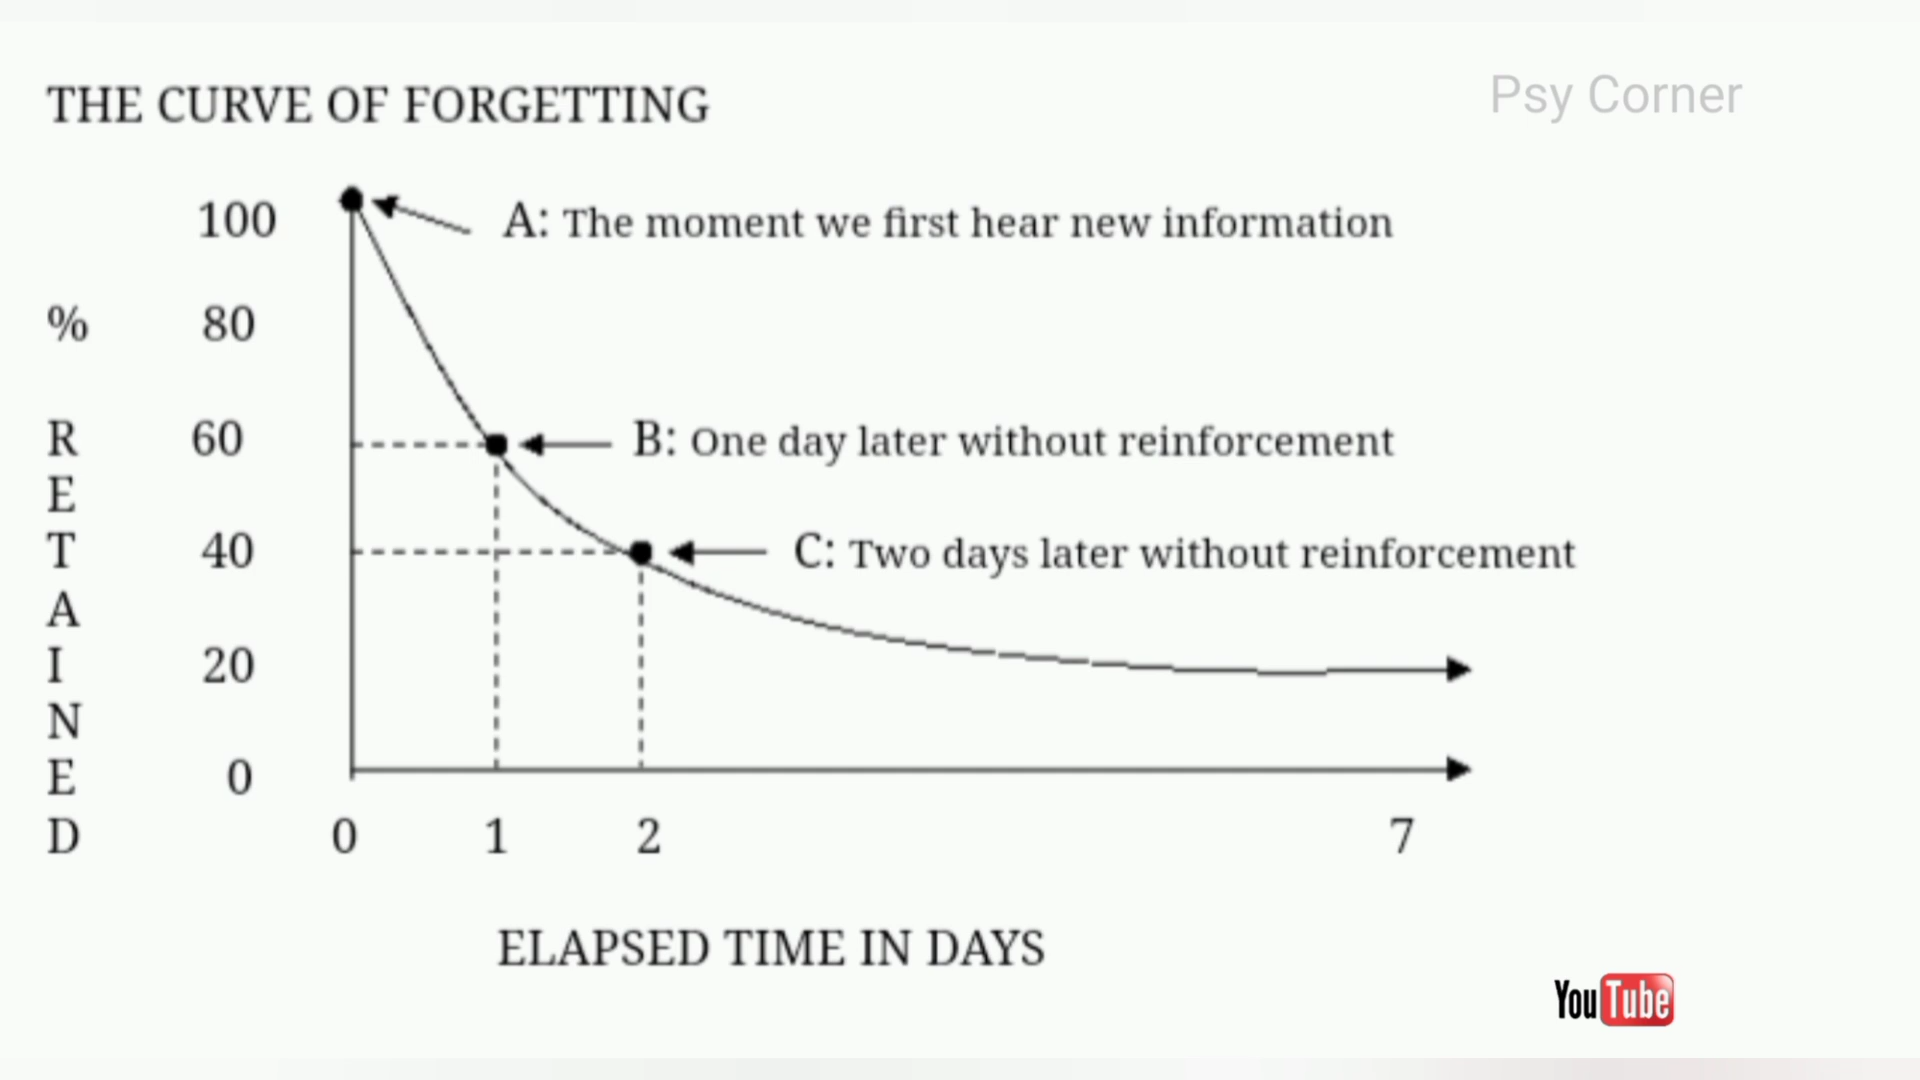 THE CURVE OF FORGETTING
Psy Corner
100
A: The moment we first hear new information
%
80
R
60
B: One day later without reinforcement
E
T
40
C: Two days later without reinforcement
A
I
20
N
E
0
D
0 1 2 7
ELAPSED TIME IN DAYS
YouTube